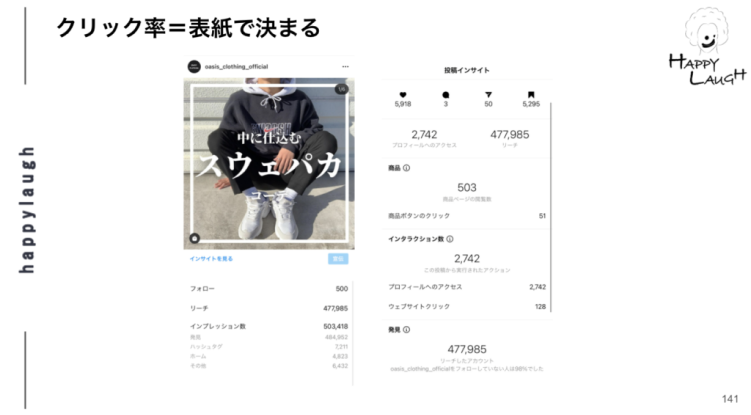 クリック率＝表紙で決まる
HAPPY
LAUGH
happylaugh
oasis_clothing_official
1/6
中に仕込む
スウェパカ
コーデ
インサイトを見る
フォロー 500
リーチ 477,985
インプレッション数 503,418
発見 484,952
ハッシュタグ 7,211
ホーム 4,823
その他 6,432
投稿インサイト
5,918 3 50 5,295
2,742 477,985
プロフィールへのアクセス リーチ
商品
503
商品ページの閲覧数
商品ボタンのクリック 51
インタラクション数
2,742
この投稿から実行されたアクション
プロフィールへのアクセス 2,742
ウェブサイトクリック 128
発見
477,985
リーチしたアカウント
oasis_clothing_officialをフォローしていない人は98%でした
141